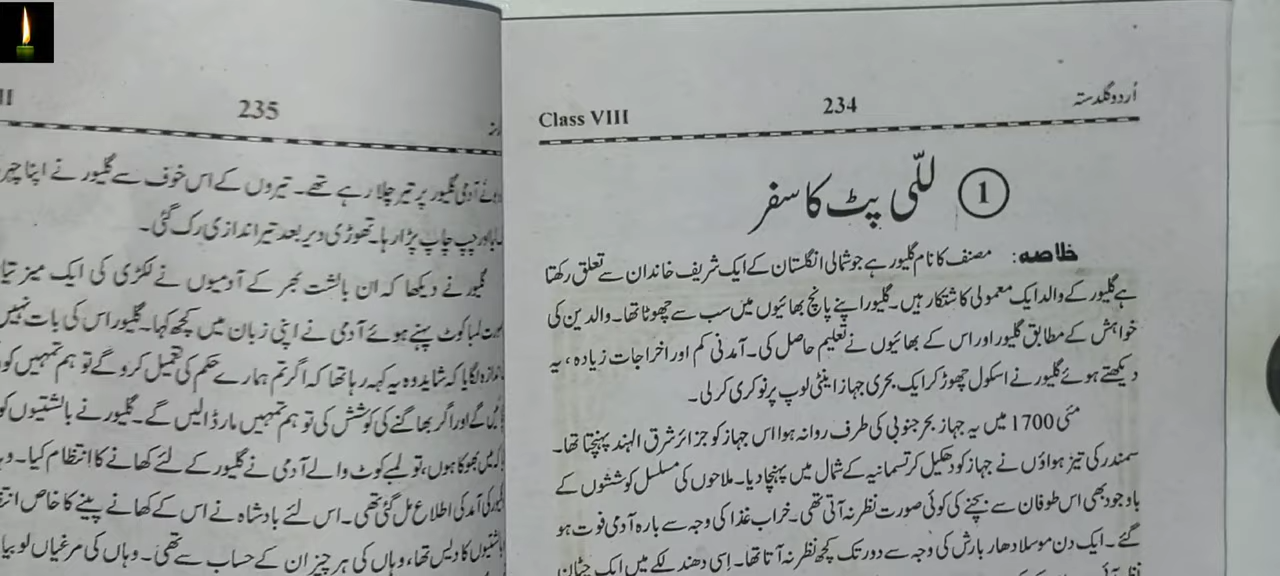 اُردو گلدستہ
234
Class VIII
1 للّی پٹ کا سفر
خلاصہ: مصنف کا نام گلیور ہے جو شمالی انگلستان کے ایک شریف خاندان سے تعلق رکھتا
ہے گلیور کے والد ایک معمولی کاشتکار ہیں۔ گلیور اپنے پانچ بھائیوں میں سب سے چھوٹا تھا۔ والدین کی
خواہش کے مطابق گلیور اور اس کے بھائیوں نے تعلیم حاصل کی۔ آمدنی کم اور اخراجات زیادہ، یہ
دیکھتے ہوئے گلیور نے اسکول چھوڑ کر ایک بحری جہاز اینٹی لوپ پر نوکری کرلی۔
مئی 1700 میں یہ جہاز بحر جنوبی کی طرف روانہ ہوا اس جہاز کو جزائر شرق الہند پہنچنا تھا۔
سمندر کی تیز ہواؤں نے جہاز کو دھکیل کر تسمانیہ کے شمال میں پہنچا دیا۔ ملاحوں کی مسلسل کوششوں کے
باوجود بھی اس طوفان سے بچنے کی کوئی صورت نظر نہ آتی تھی۔ خراب غذا کی وجہ سے بارہ آدمی فوت ہو
گئے۔ ایک دن موسلا دھار بارش کی وجہ سے دور تک کچھ نظر نہ آتا تھا۔ اِسی دھندلکے میں ایک چٹان
235
ہوئے آدمی گلیور پر تیر چلا رہے تھے۔ تیروں کے اس خوف سے گلیور نے اپنا
اور چپ چاپ پڑا رہا۔ تھوڑی دیر بعد تیر اندازی رک گئی۔
گلیور نے دیکھا کہ ان بالشت بھر کے آدمیوں نے لکڑی کی ایک میز
لمبا کوٹ پہنے ہوئے آدمی نے اپنی زبان میں کچھ کہا۔ گلیور اس کی بات نہیں
لگایا کہ شاید وہ یہ کہہ رہا تھا کہ اگر تم ہمارے حکم کی تعمیل کرو گے تو ہم تمہیں
گے اور اگر بھاگنے کی کوشش کی تو ہم تمہیں مار ڈالیں گے۔ گلیور نے بالشتیوں
میں بھوکا ہوں، تو لمبے کوٹ والے آدمی نے گلیور کے لئے کھانے کا انتظام کیا۔
کی آمد کی اطلاع مل گئی تھی۔ اس لئے بادشاہ نے اس کے کھانے پینے کا خاص
بالشتیوں کا دیس تھا، وہاں کی ہر چیز ان کے حساب سے تھی۔ وہاں کی مرغیاں